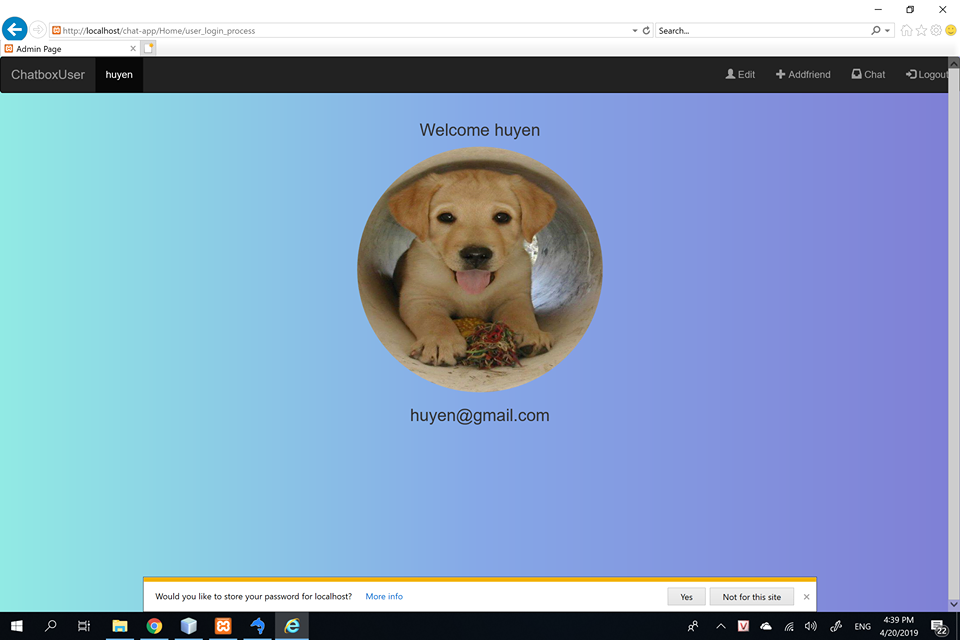 http://localhost/chat-app/Home/user_login_process
Search...
Admin Page
ChatboxUser huyen Edit Addfriend Chat Logout
Welcome huyen
huyen@gmail.com
Would you like to store your password for localhost? More info Yes Not for this site
V ENG 4:39 PM
4/20/2019 22